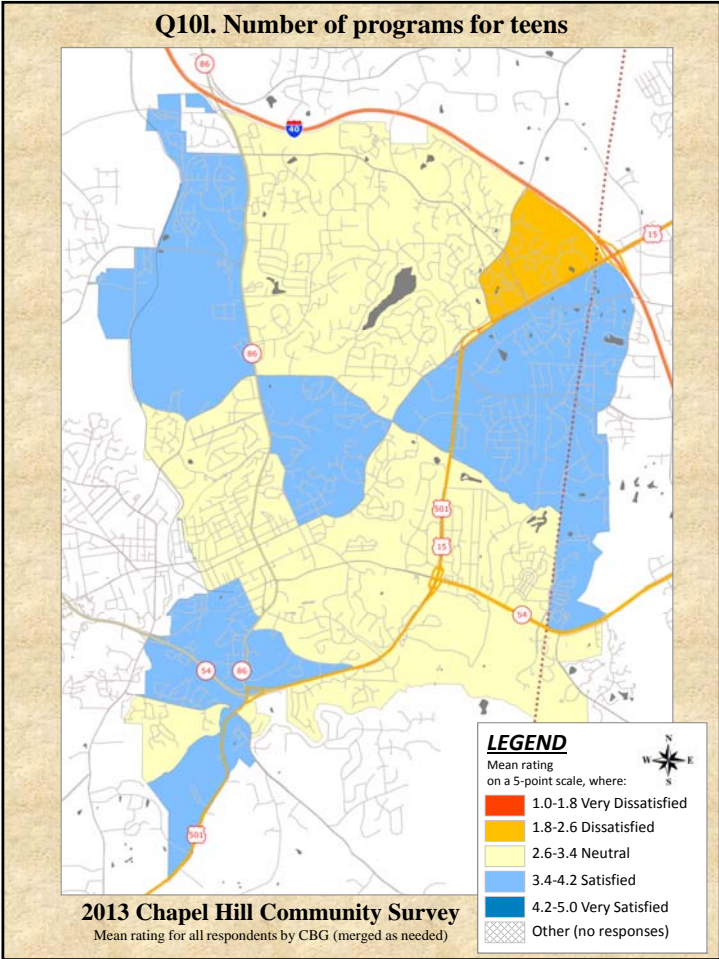 Q10l. Number of programs for teens
86
40
15
86
501
15
54
54
86
501
LEGEND
Mean rating
on a 5-point scale, where:
N
W E
S
1.0-1.8 Very Dissatisfied
1.8-2.6 Dissatisfied
2.6-3.4 Neutral
3.4-4.2 Satisfied
4.2-5.0 Very Satisfied
Other (no responses)
2013 Chapel Hill Community Survey
Mean rating for all respondents by CBG (merged as needed)